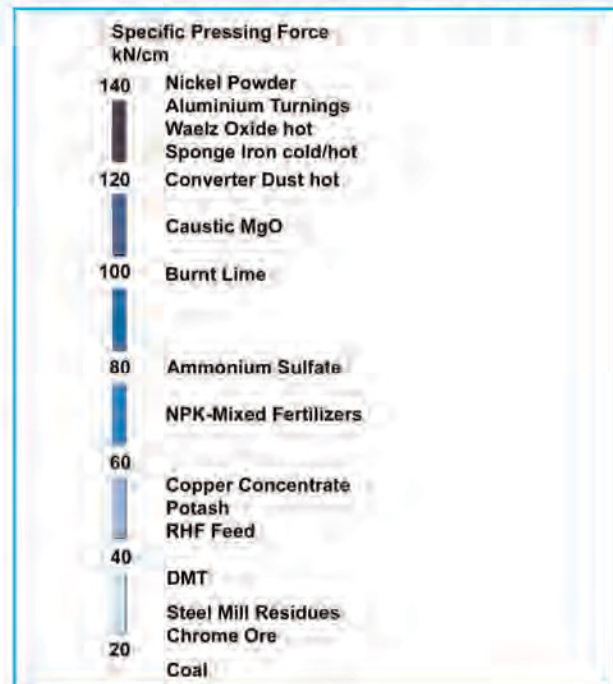 Specific Pressing Force
kN/cm
140 Nickel Powder
Aluminium Turnings
Waelz Oxide hot
Sponge Iron cold/hot
120 Converter Dust hot
Caustic MgO
100 Burnt Lime
80 Ammonium Sulfate
NPK-Mixed Fertilizers
60
Copper Concentrate
Potash
RHF Feed
40
DMT
Steel Mill Residues
Chrome Ore
20
Coal